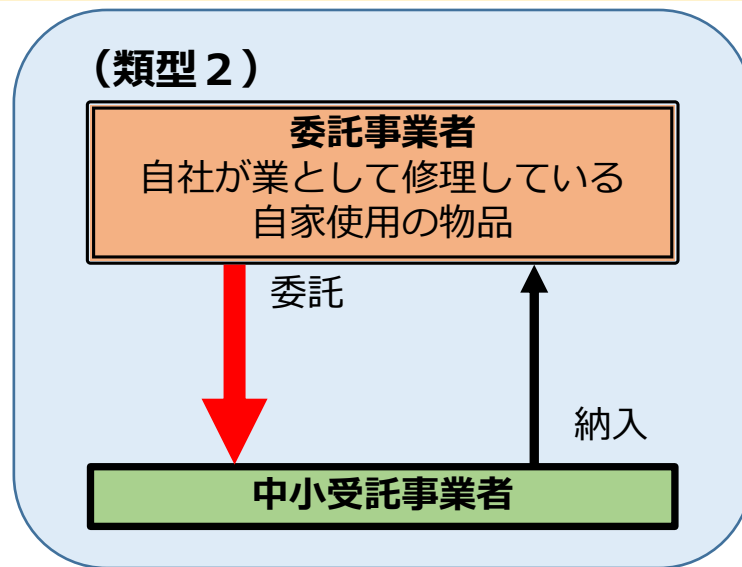 （類型２）
委託事業者
自社が業として修理している
自家使用の物品
委託
納入
中小受託事業者